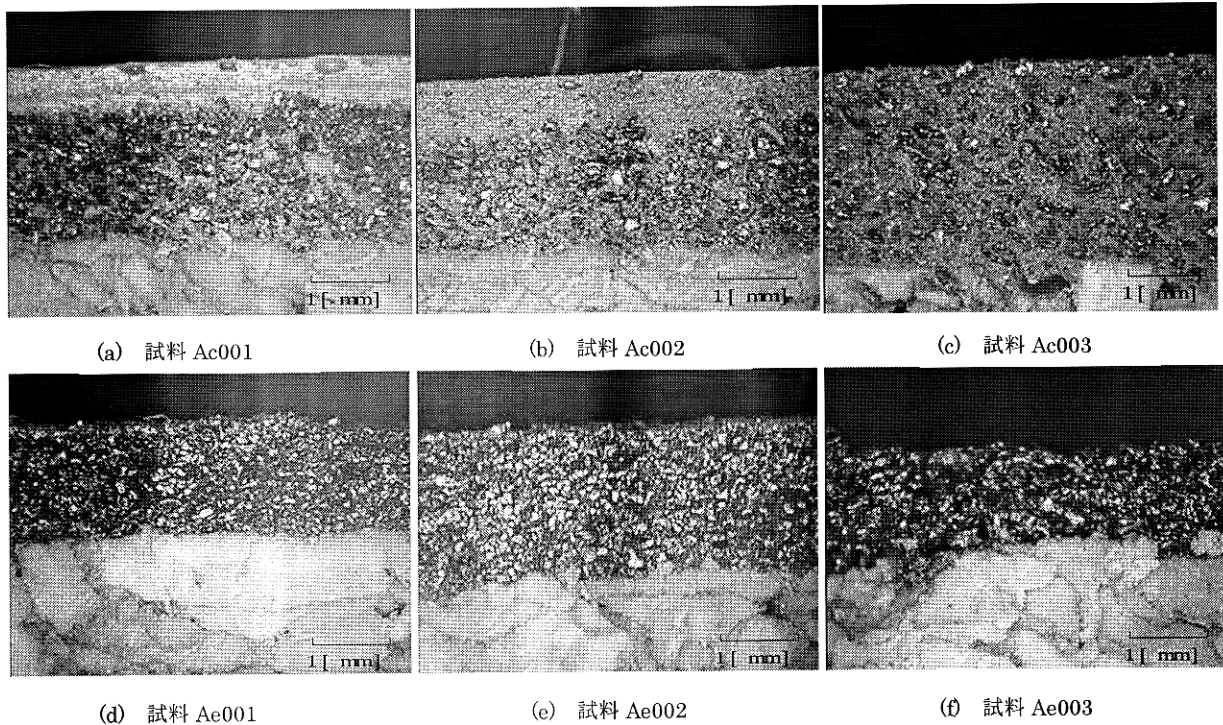 1 [ mm]
1 [ mm]
1 [ mm]
(a) 試料 Ac001
(b) 試料 Ac002
(c) 試料 Ac003
1 [ mm]
1 [ mm]
1 [ mm]
(d) 試料 Ae001
(e) 試料 Ae002
(f) 試料 Ae003